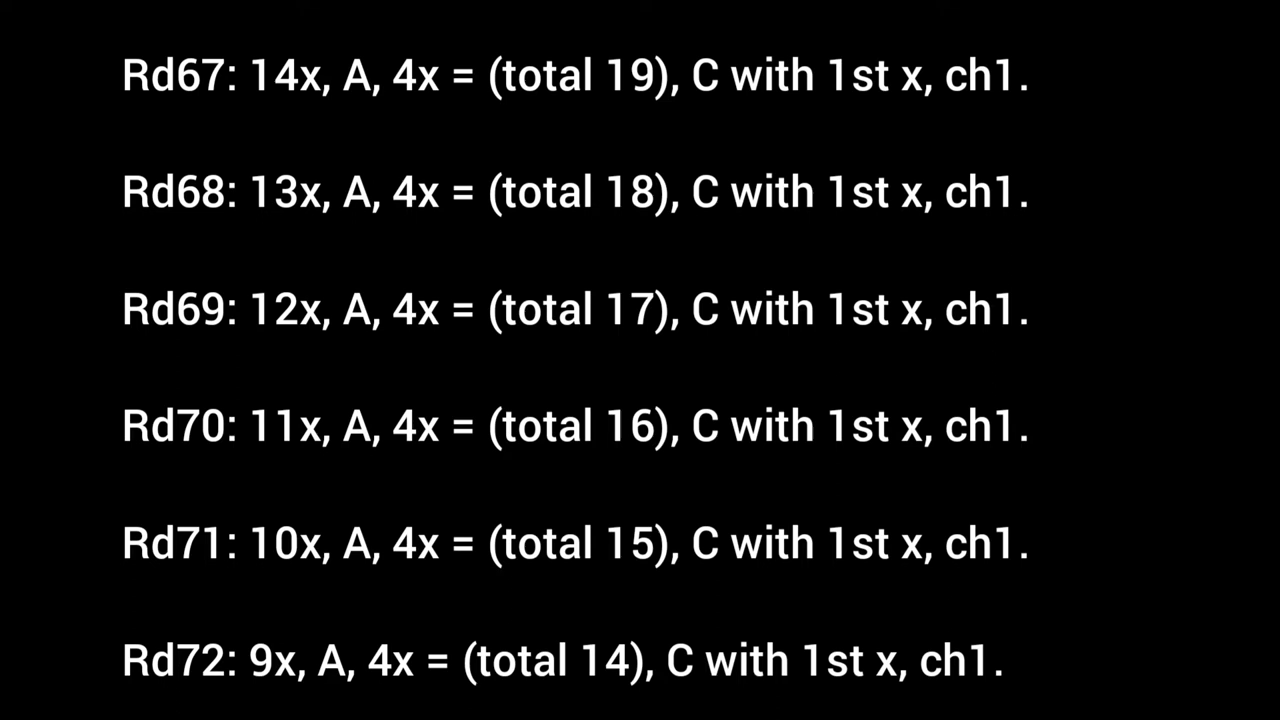 Rd67: 14x, A, 4x = (total 19), C with 1st x, ch1.
Rd68: 13x, A, 4x = (total 18), C with 1st x, ch1.
Rd69: 12x, A, 4x = (total 17), C with 1st x, ch1.
Rd70: 11x, A, 4x = (total 16), C with 1st x, ch1.
Rd71: 10x, A, 4x = (total 15), C with 1st x, ch1.
Rd72: 9x, A, 4x = (total 14), C with 1st x, ch1.